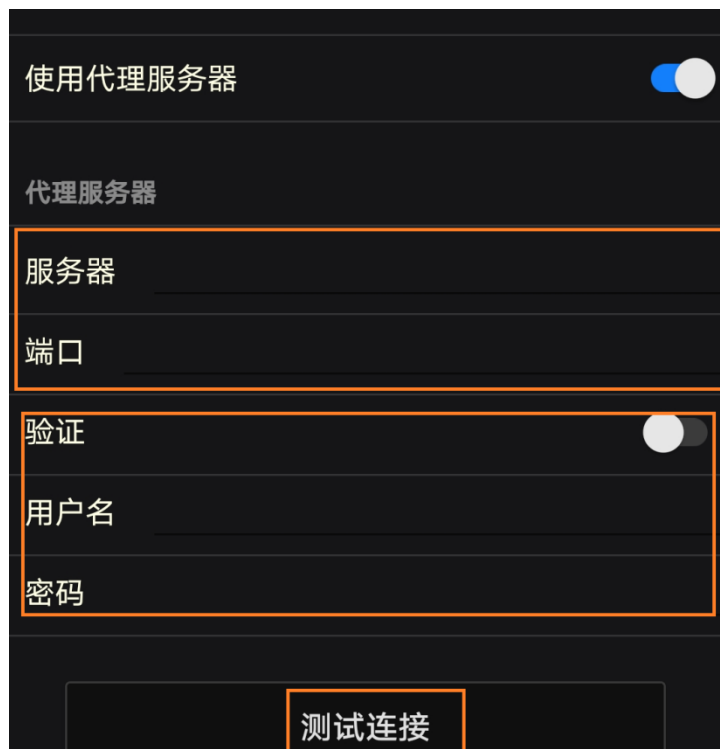 使用代理服务器
代理服务器
服务器
端口
验证
用户名
密码
测试连接